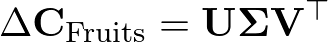 Δ𝐂_Fruits = 𝐔𝚺𝐕^⊤